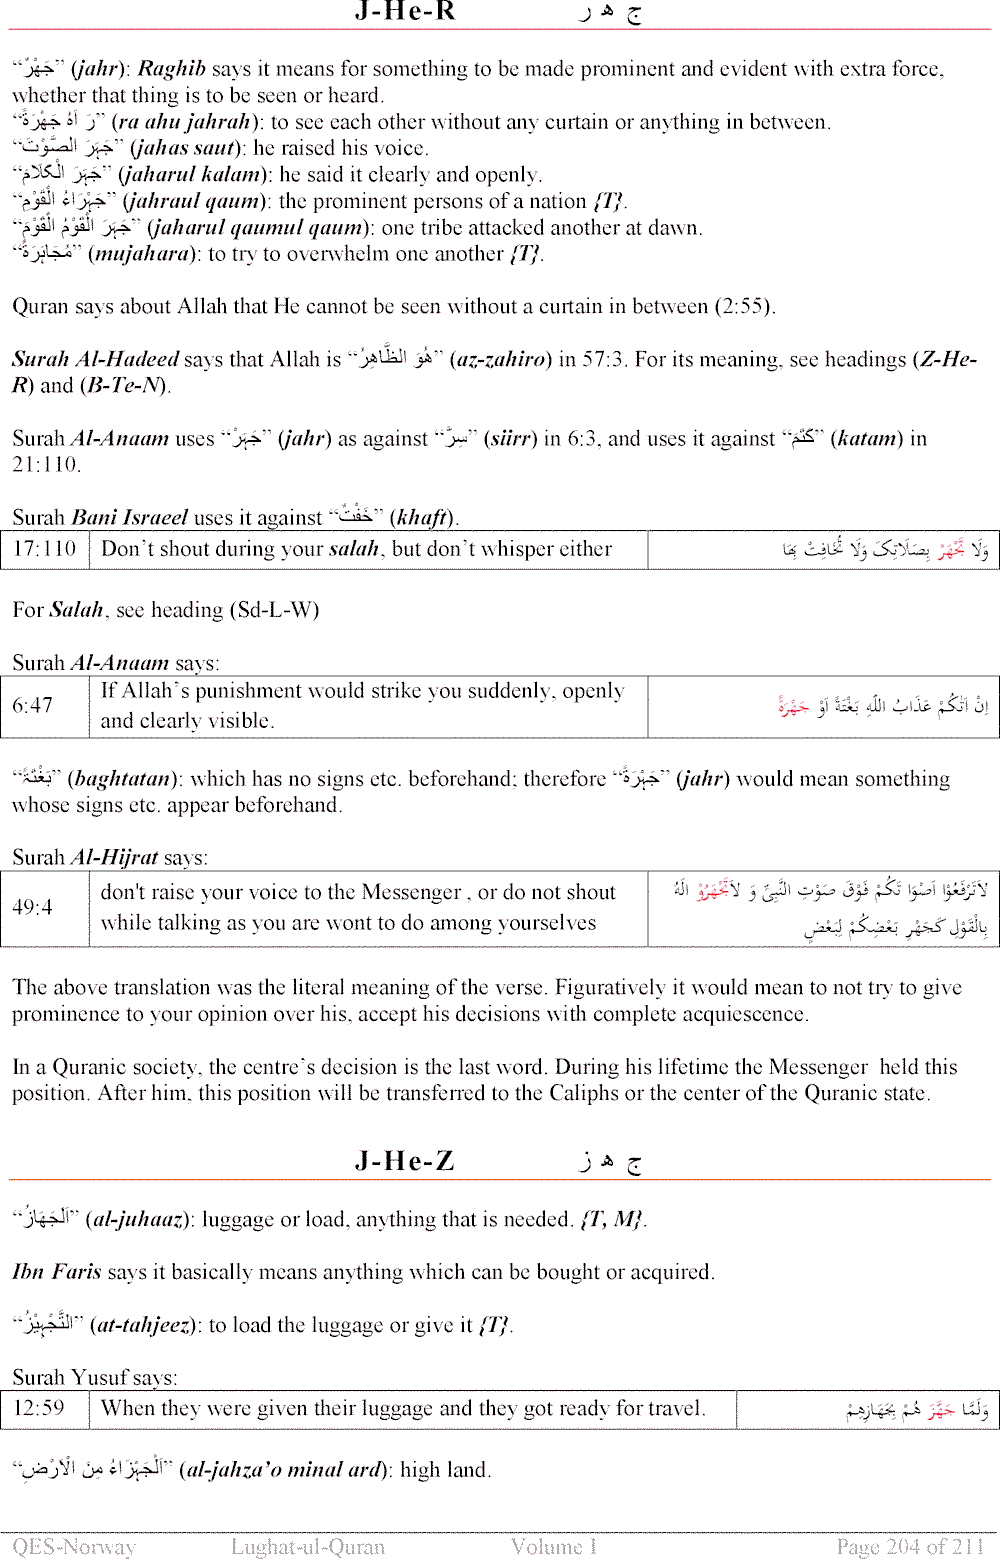 J-He-R ج ھ ر
“جَهْرٌ” (jahr): Raghib says it means for something to be made prominent and evident with extra force,
whether that thing is to be seen or heard.
“رَ اَهُ جَهْرَةً” (ra ahu jahrah): to see each other without any curtain or anything in between.
“جَہَرَ الصَّوْتَ” (jahas saut): he raised his voice.
“جَہَرَ الْکَلَامَ” (jaharul kalam): he said it clearly and openly.
“جَہْرَاءُ الْقَوْمِ” (jahraul qaum): the prominent persons of a nation {T}.
“جَہَرَ الْقَوْمُ الْقَوْمَ” (jaharul qaumul qaum): one tribe attacked another at dawn.
“مُجَاہَرَةٌ” (mujahara): to try to overwhelm one another {T}.
Quran says about Allah that He cannot be seen without a curtain in between (2:55).
Surah Al-Hadeed says that Allah is “هُوَ الظَّاهِرُ” (az-zahiro) in 57:3. For its meaning, see headings (Z-He-
R) and (B-Te-N).
Surah Al-Anaam uses “جَہَرْ” (jahr) as against “سِرَّ” (siirr) in 6:3, and uses it against “کَتَمَ” (katam) in
21:110.
Surah Bani Israeel uses it against “خَفْتٌ” (khaft).
17:110 Don’t shout during your salah, but don’t whisper either وَلَا تَجْهَرْ بِصَلَاتِکَ وَلَا تُخَافِتْ بِهَا
For Salah, see heading (Sd-L-W)
Surah Al-Anaam says:
6:47 If Allah’s punishment would strike you suddenly, openly
and clearly visible. اِنْ اَتٰکُمْ عَذَابُ اللّٰهِ بَغْتَةً اَوْ جَهْرَةً
“بَغْتَۃً” (baghtatan): which has no signs etc. beforehand; therefore “جَہْرَۃً” (jahr) would mean something
whose signs etc. appear beforehand.
Surah Al-Hijrat says:
49:4 don't raise your voice to the Messenger , or do not shout
while talking as you are wont to do among yourselves لَاتَرْفَعُوْا اَصْوَا تَکُمْ فَوْقَ صَوْتِ النَّبِیِّ وَ لَاتَجْهَرُوْ الَهُ
بِالْقَوْلِ کَجَهْرِ بَعْضِکُمْ لِبَعْضٍ
The above translation was the literal meaning of the verse. Figuratively it would mean to not try to give
prominence to your opinion over his, accept his decisions with complete acquiescence.
In a Quranic society, the centre’s decision is the last word. During his lifetime the Messenger held this
position. After him, this position will be transferred to the Caliphs or the center of the Quranic state.
J-He-Z ج ھ ز
“اَلْجَهَازُ” (al-juhaaz): luggage or load, anything that is needed. {T, M}.
Ibn Faris says it basically means anything which can be bought or acquired.
“اَلتَّجْہِیْزُ” (at-tahjeez): to load the luggage or give it {T}.
Surah Yusuf says:
12:59 When they were given their luggage and they got ready for travel. وَلَمَّا جَهَّزَ هُمْ بِجَهَازِهِمْ
“اَلْجَہْزَاءُ مِنَ الْاَرْضِ” (al-jahza’o minal ard): high land.
QES-Norway Lughat-ul-Quran Volume I Page 204 of 211